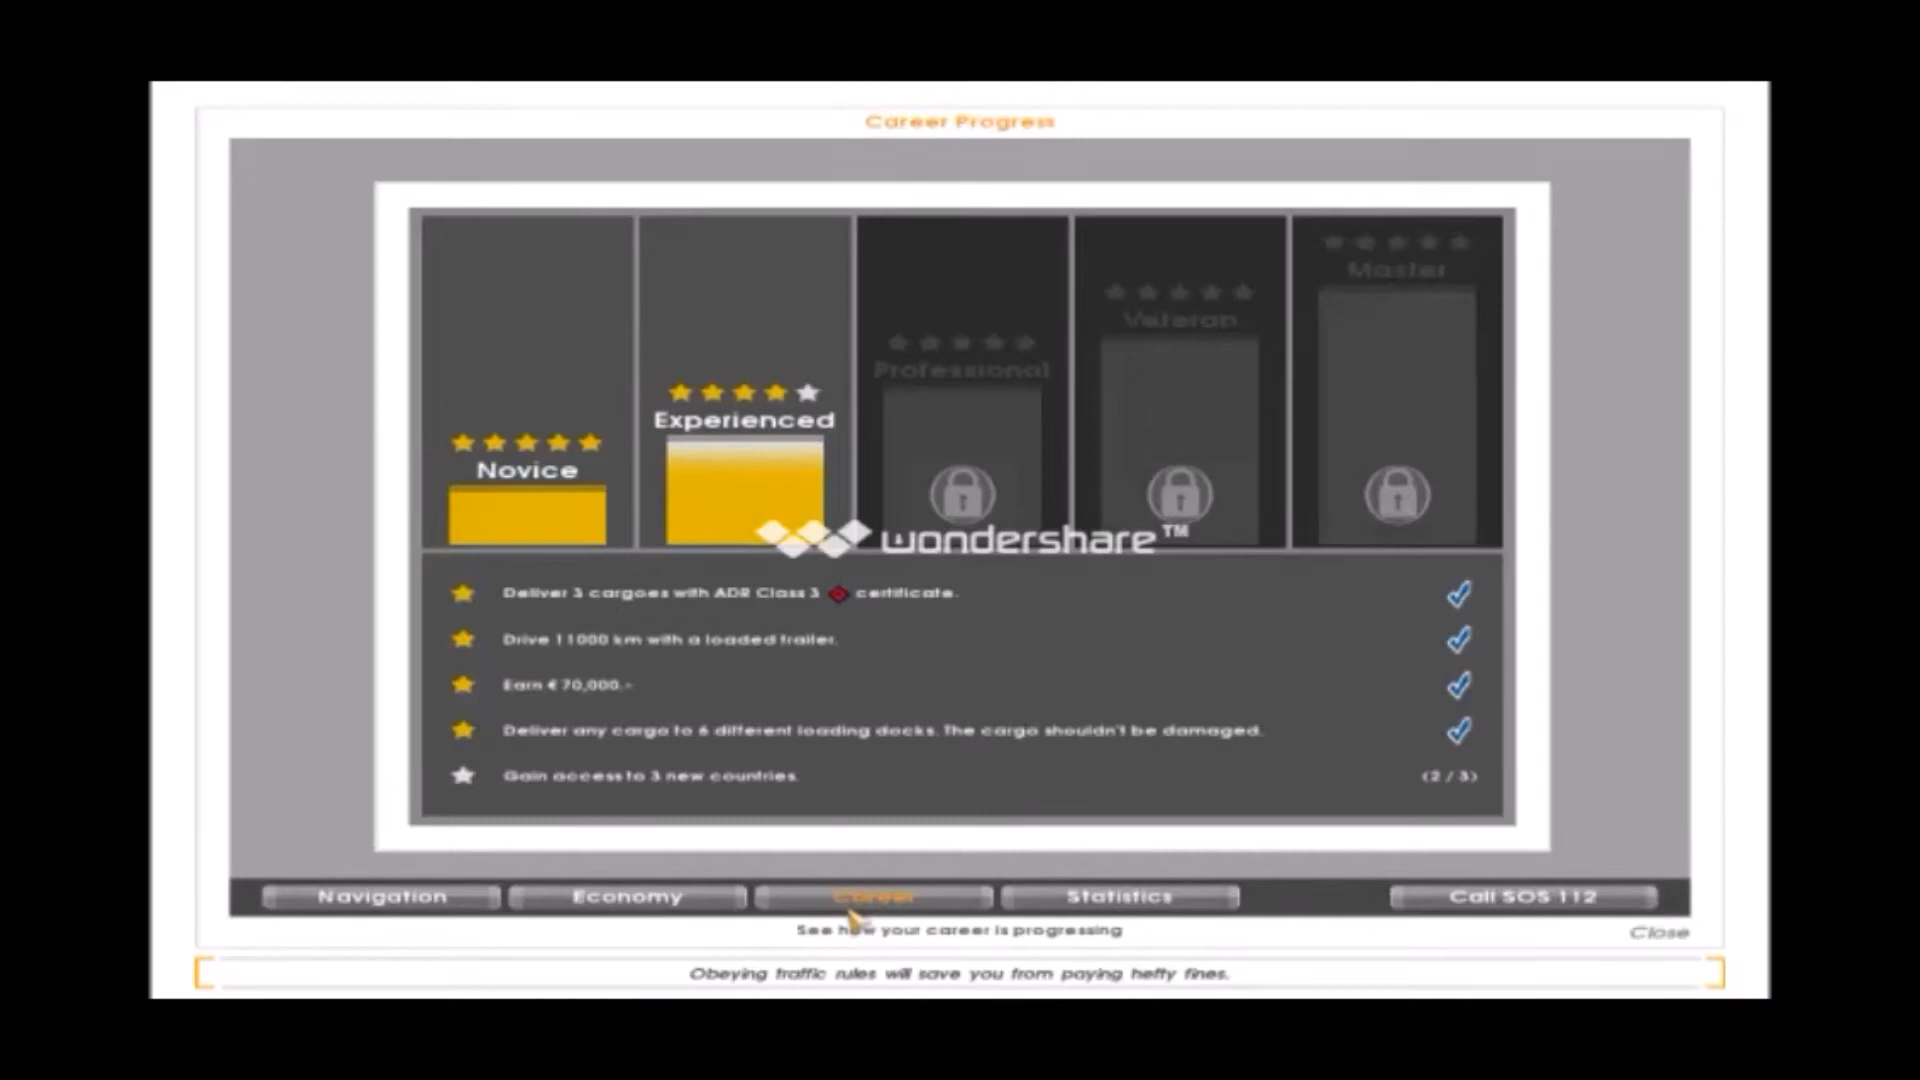 Career Progress
Master
Veteran
Professional
Experienced
Novice
wondershare™
Deliver 3 cargoes with ADR Class 3 certificate.
Drive 11000 km with a loaded trailer.
Earn € 70,000.-
Deliver any cargo to 6 different loading docks. The cargo shouldn't be damaged.
Gain access to 3 new countries. (2 / 3)
Navigation Economy Career Statistics Call SOS 112
See how your career is progressing
Close
Obeying traffic rules will save you from paying hefty fines.